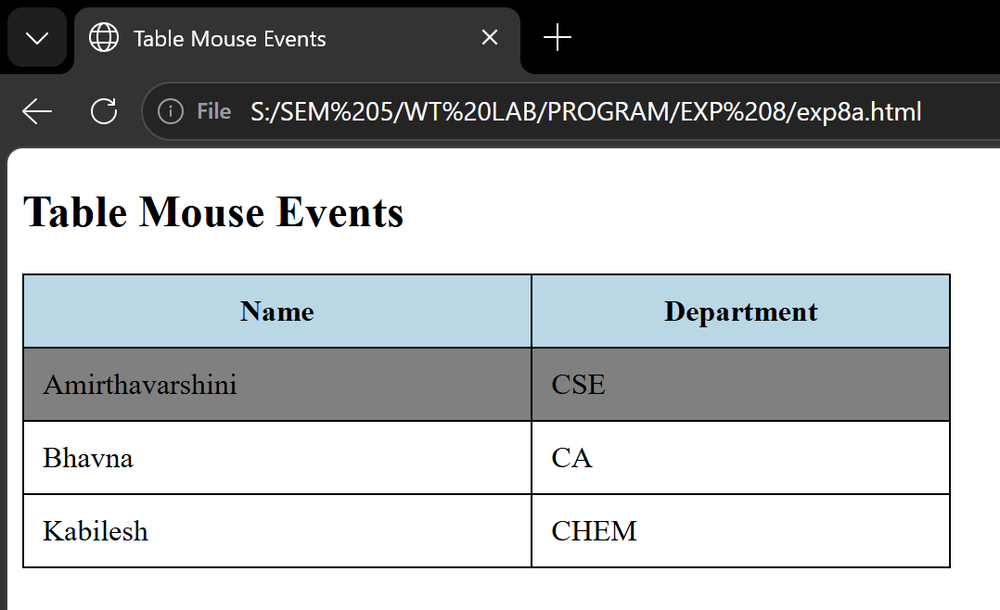 Table Mouse Events
File S:/SEM%205/WT%20LAB/PROGRAM/EXP%208/exp8a.html
Table Mouse Events
Name Department
Amirthavarshini CSE
Bhavna CA
Kabilesh CHEM